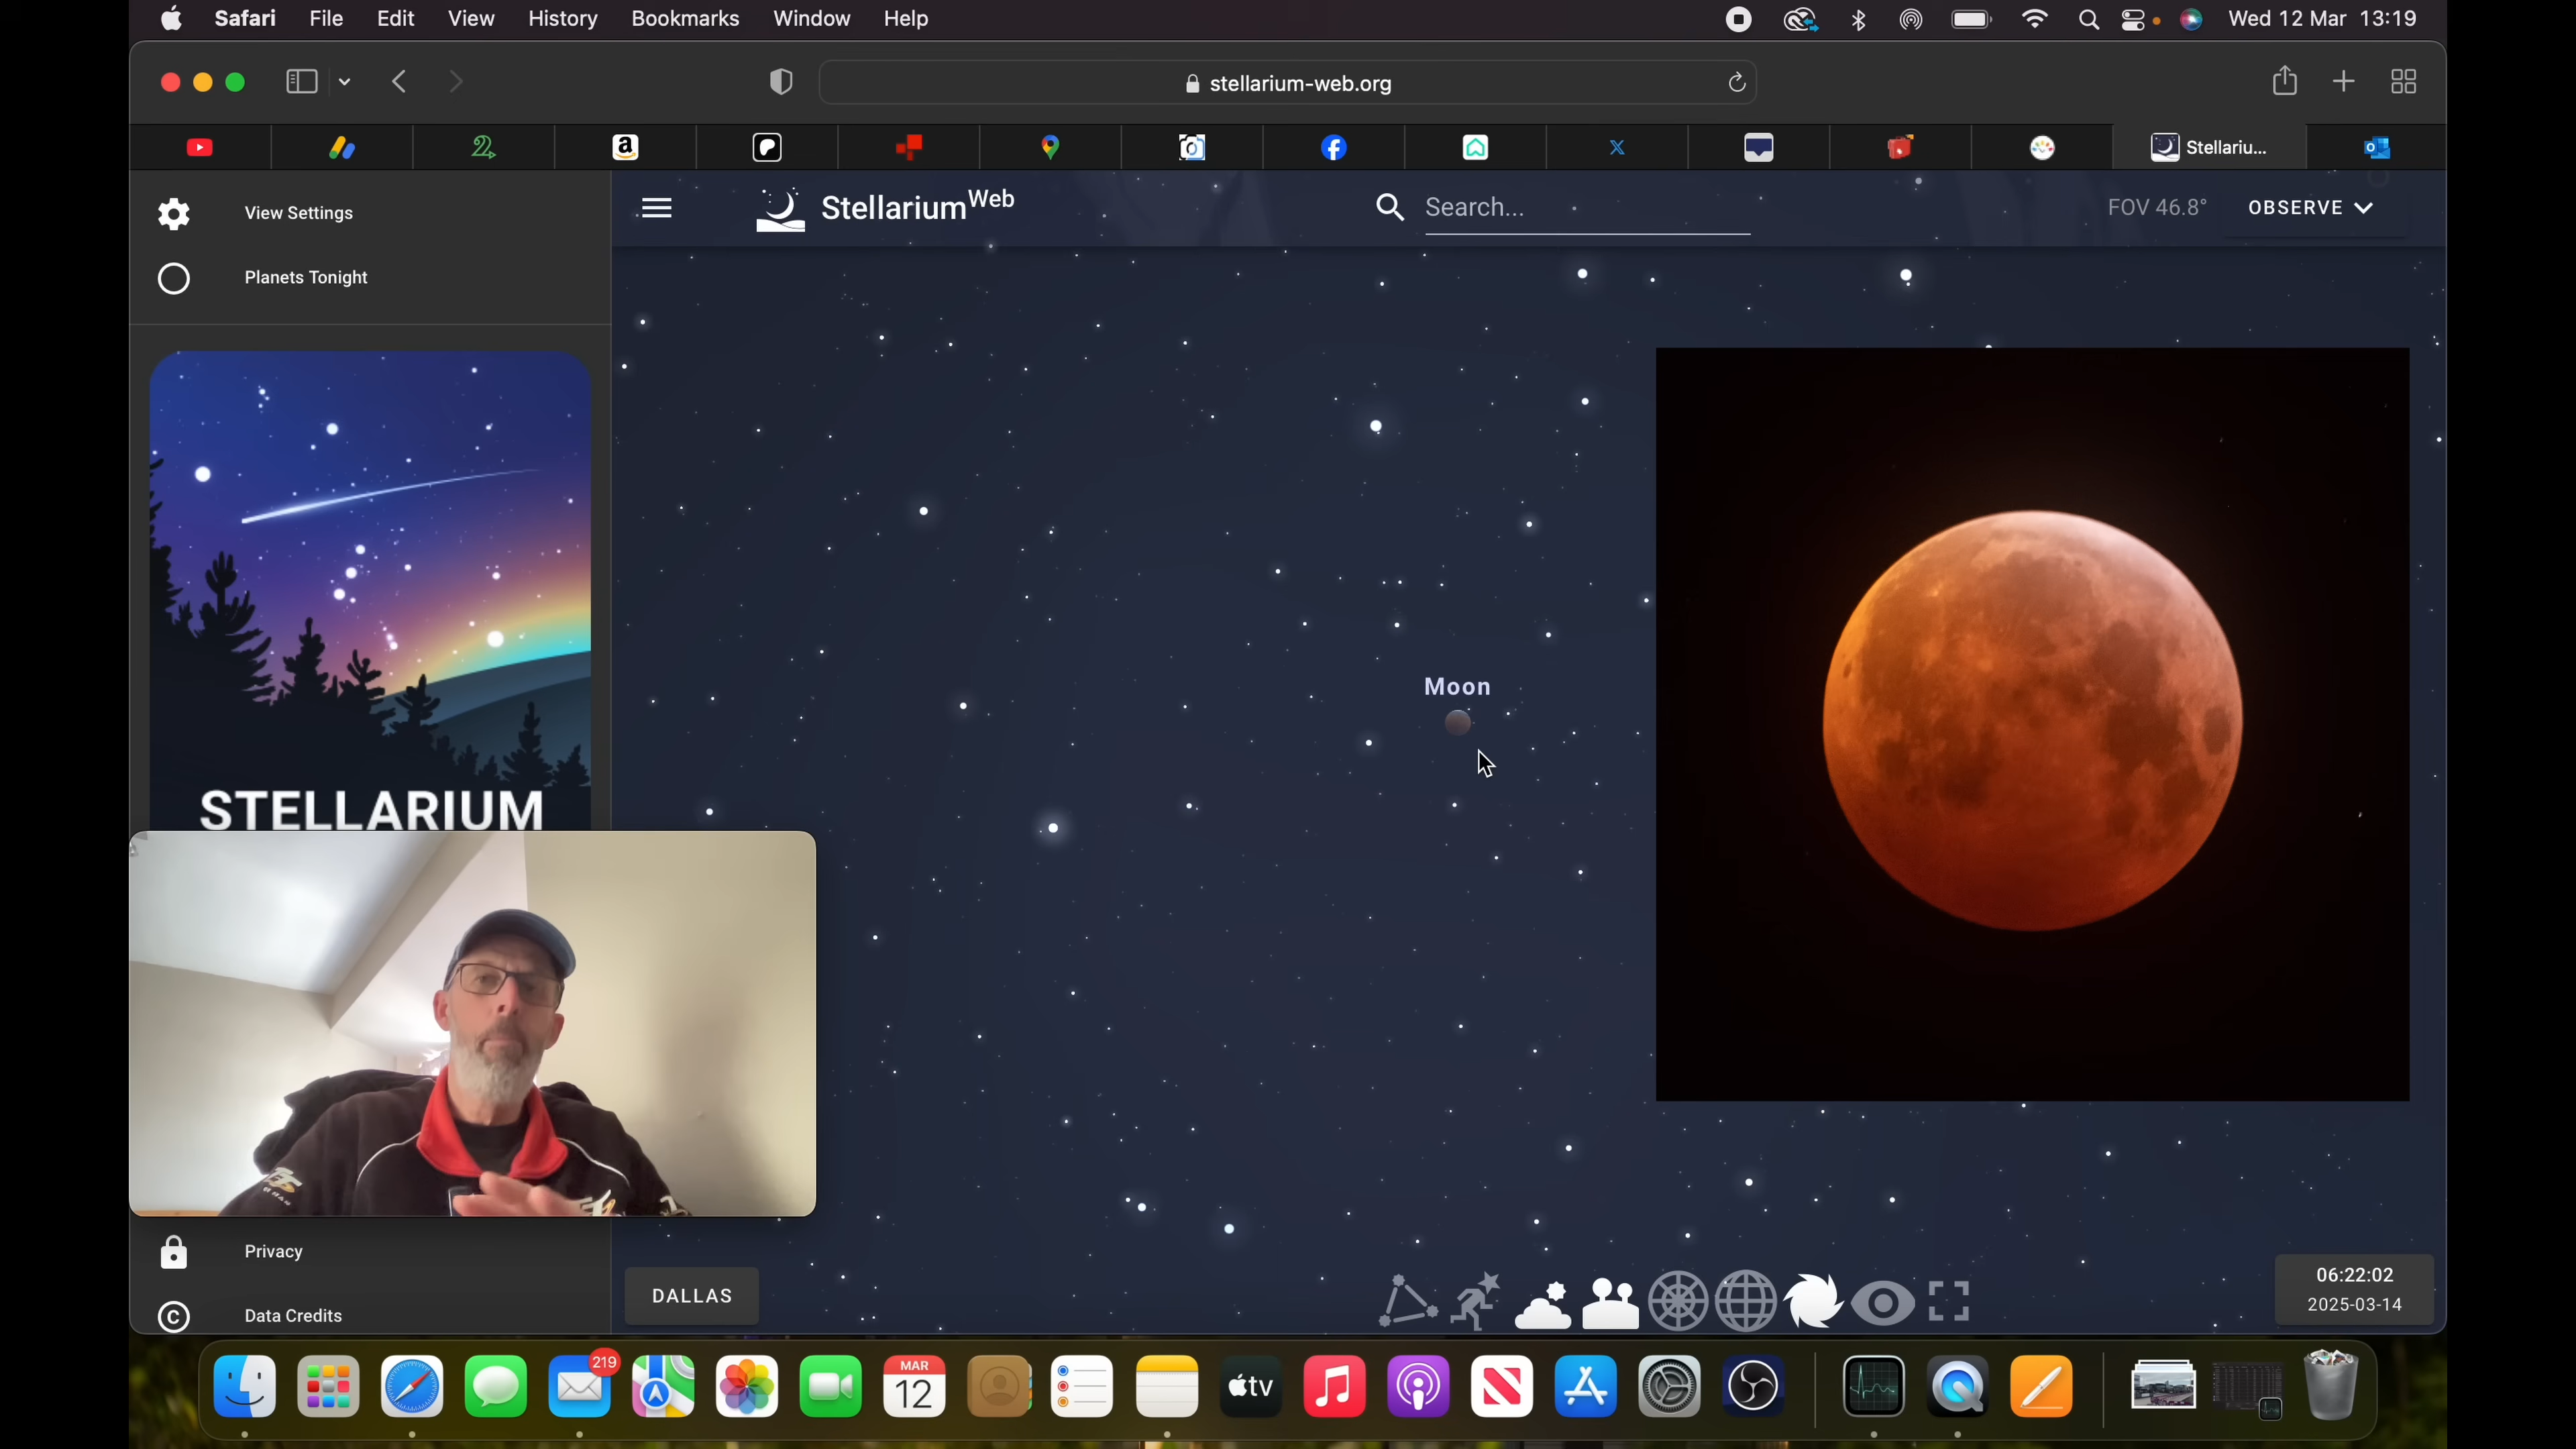 Safari File Edit View History Bookmarks Window Help Wed 12 Mar 13:19
stellarium-web.org
Stellariu...
View Settings
Planets Tonight
StellariumWeb
Search...
FOV 46.8°
OBSERVE
STELLARIUM
Moon
Privacy
Data Credits
DALLAS
06:22:02
2025-03-14
219
MAR
12
tv